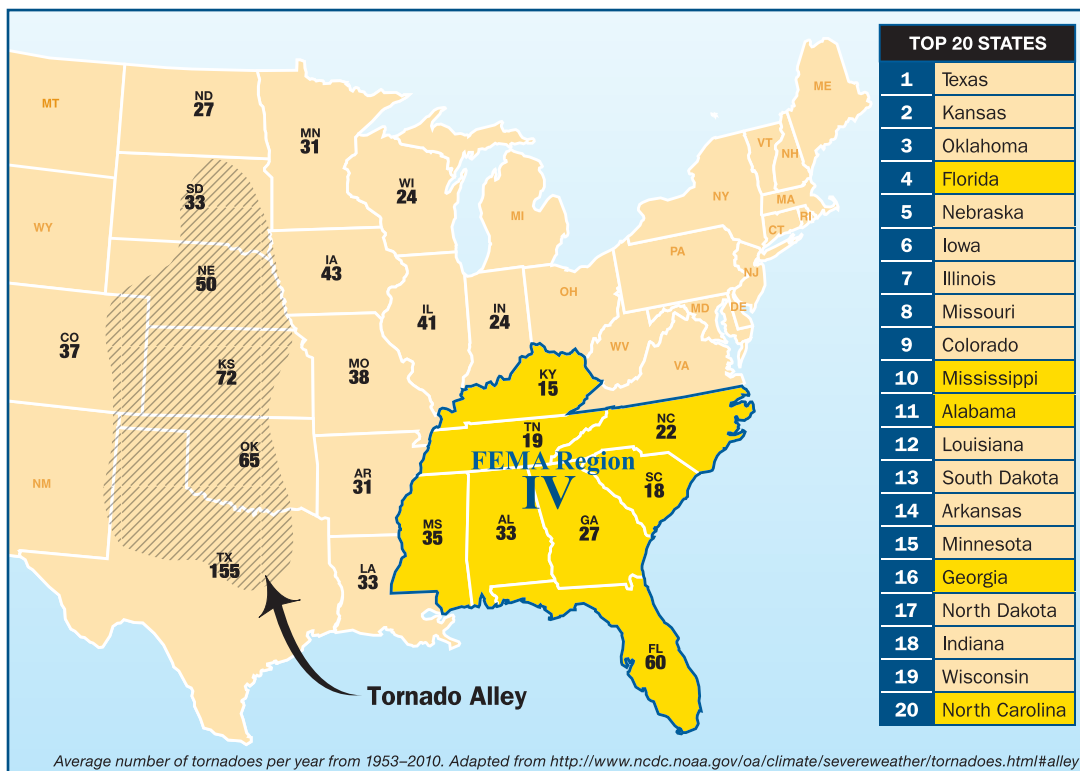 MT
ND
27
MN
31
ME
VT
NH
SD
33
WI
24
WY
MI
NY
MA
RI
CT
NE
50
IA
43
PA
NJ
OH
MD
DE
IL
41
IN
24
CO
37
KS
72
MO
38
WV
VA
KY
15
NM
OK
65
AR
31
TN
19
NC
22
FEMA Region
IV
SC
18
MS
35
AL
33
GA
27
TX
155
LA
33
FL
60
Tornado Alley
TOP 20 STATES
1 Texas
2 Kansas
3 Oklahoma
4 Florida
5 Nebraska
6 Iowa
7 Illinois
8 Missouri
9 Colorado
10 Mississippi
11 Alabama
12 Louisiana
13 South Dakota
14 Arkansas
15 Minnesota
16 Georgia
17 North Dakota
18 Indiana
19 Wisconsin
20 North Carolina
Average number of tornadoes per year from 1953–2010. Adapted from http://www.ncdc.noaa.gov/oa/climate/severeweather/tornadoes.html#alley